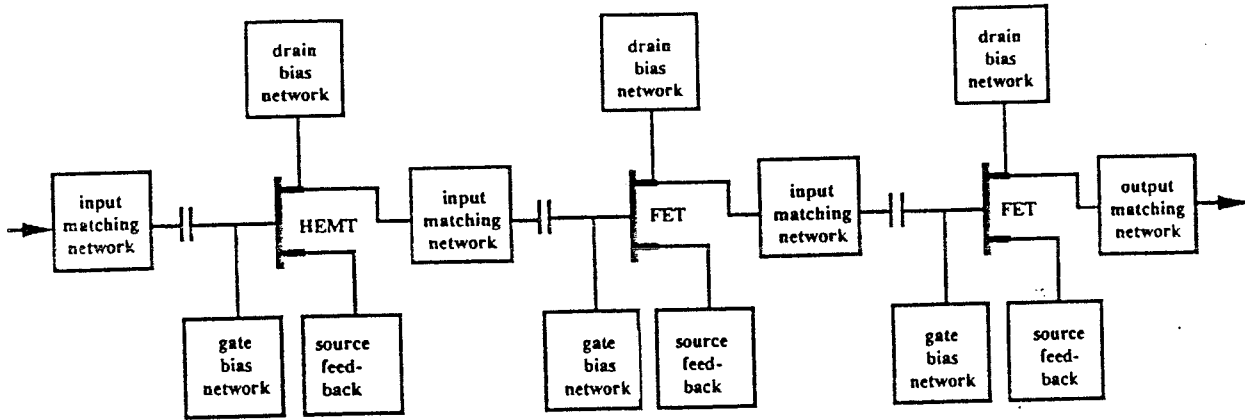 drain
bias
network
drain
bias
network
drain
bias
network
input
matching
network
HEMT
input
matching
network
FET
input
matching
network
FET
output
matching
network
gate
bias
network
source
feed-
back
gate
bias
network
source
feed-
back
gate
bias
network
source
feed-
back